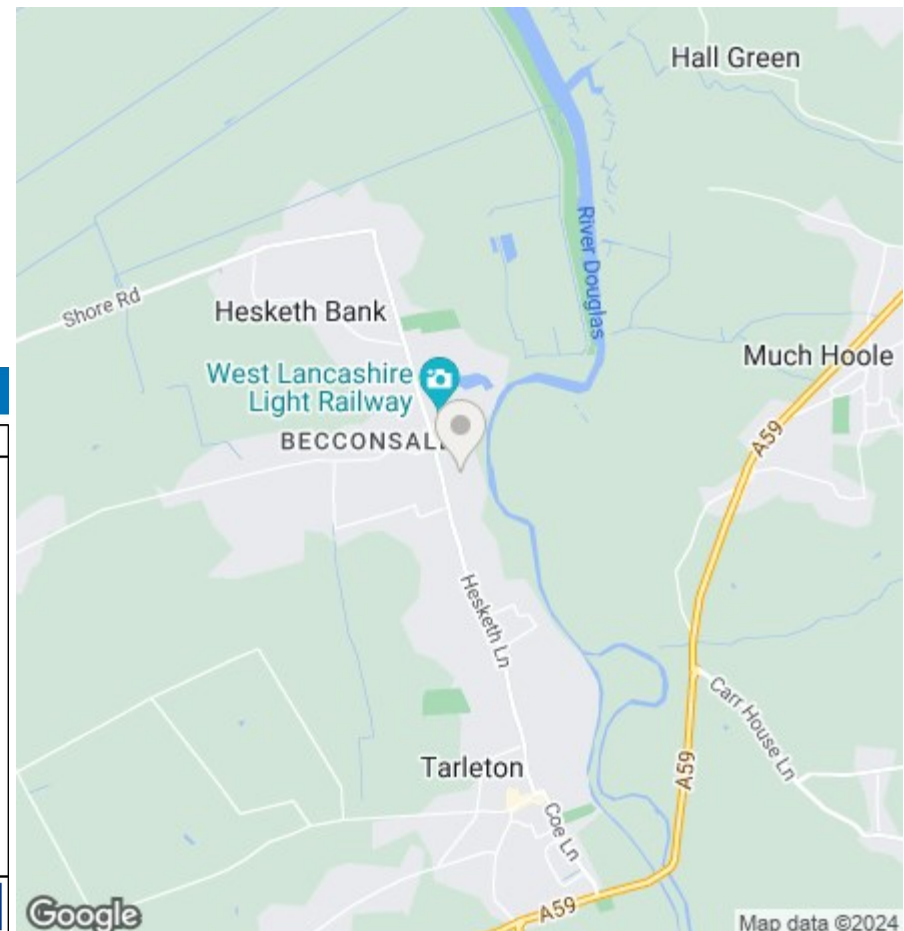 Hall Green
River Douglas
Shore Rd
Hesketh Bank
Much Hoole
West Lancashire
Light Railway
A59
BECCONSAL
Hesketh Ln
Carr House Ln
Tarleton
A59
Coe Ln
A59
Google
Map data ©2024